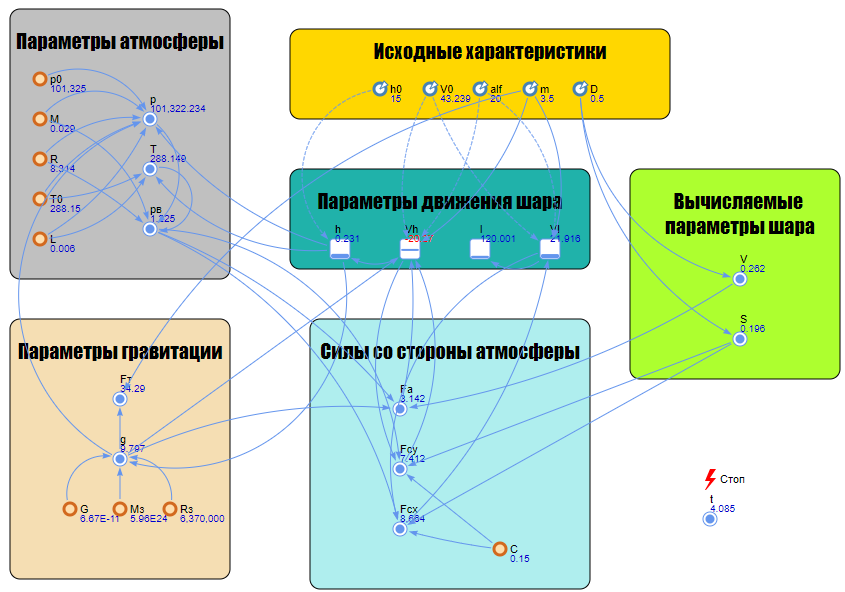 Параметры атмосферы
p0
101,325
M
0.029
R
8.314
T0
288.15
L
0.006
p
101,322.234
T
288.149
pв
1.225
Исходные характеристики
h0
15
V0
43.239
alf
20
m
3.5
D
0.5
Параметры движения шара
h
0.231
Vh
l
120.001
Vl
21.916
Вычисляемые
параметры шара
V
0.262
S
0.196
Параметры гравитации
Fт
34.29
g
9.797
G
6.67E-11
Mз
5.96E24
Rз
6,370,000
Силы со стороны атмосферы
Fa
3.142
Fcy
7.412
Fcx
8.664
C
0.15
Стоп
t
4.085